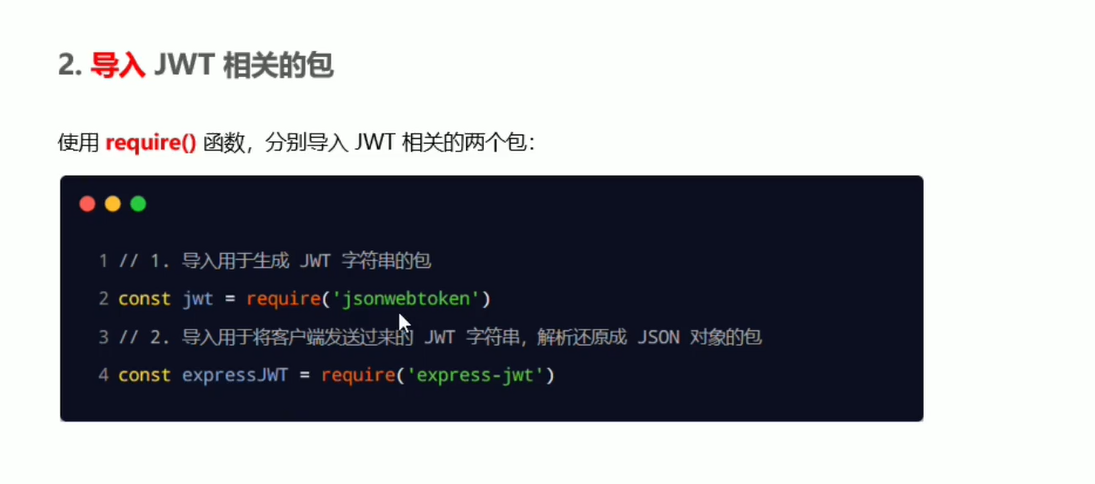 2. 导入 JWT 相关的包
使用 require() 函数，分别导入 JWT 相关的两个包：
1 // 1. 导入用于生成 JWT 字符串的包
2 const jwt = require('jsonwebtoken')
3 // 2. 导入用于将客户端发送过来的 JWT 字符串，解析还原成 JSON 对象的包
4 const expressJWT = require('express-jwt')